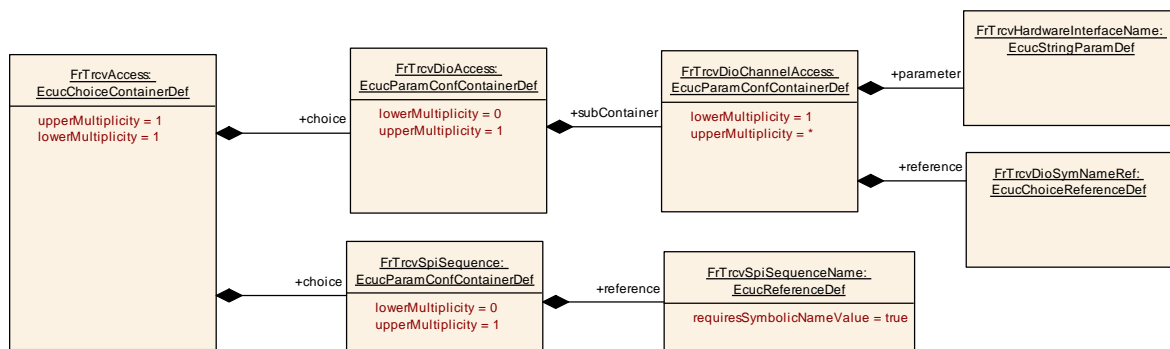 FrTrcvAccess:
EcucChoiceContainerDef
upperMultiplicity = 1
lowerMultiplicity = 1
+choice
FrTrcvDioAccess:
EcucParamConfContainerDef
lowerMultiplicity = 0
upperMultiplicity = 1
+subContainer
FrTrcvDioChannelAccess:
EcucParamConfContainerDef
lowerMultiplicity = 1
upperMultiplicity = *
+parameter
FrTrcvHardwareInterfaceName:
EcucStringParamDef
+reference
FrTrcvDioSymNameRef:
EcucChoiceReferenceDef
+choice
FrTrcvSpiSequence:
EcucParamConfContainerDef
lowerMultiplicity = 0
upperMultiplicity = 1
+reference
FrTrcvSpiSequenceName:
EcucReferenceDef
requiresSymbolicNameValue = true